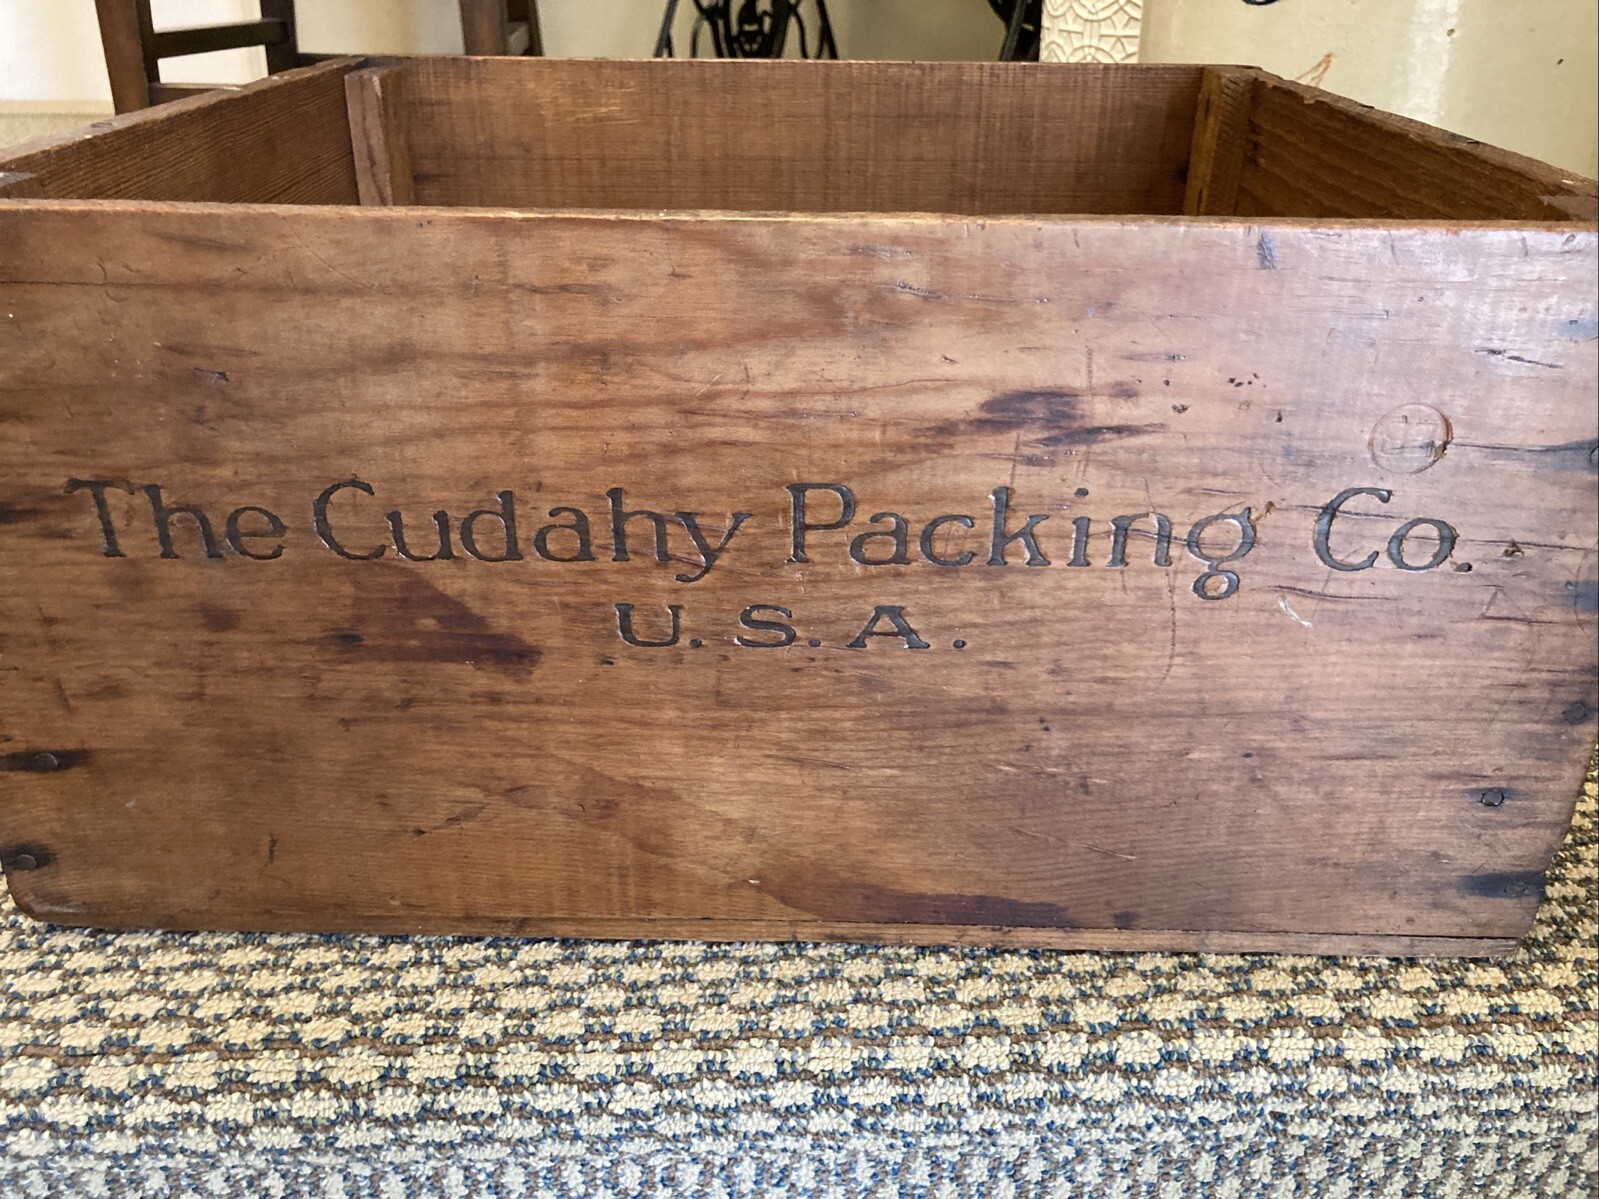 The Cudahy Packing Co.
U.S.A.